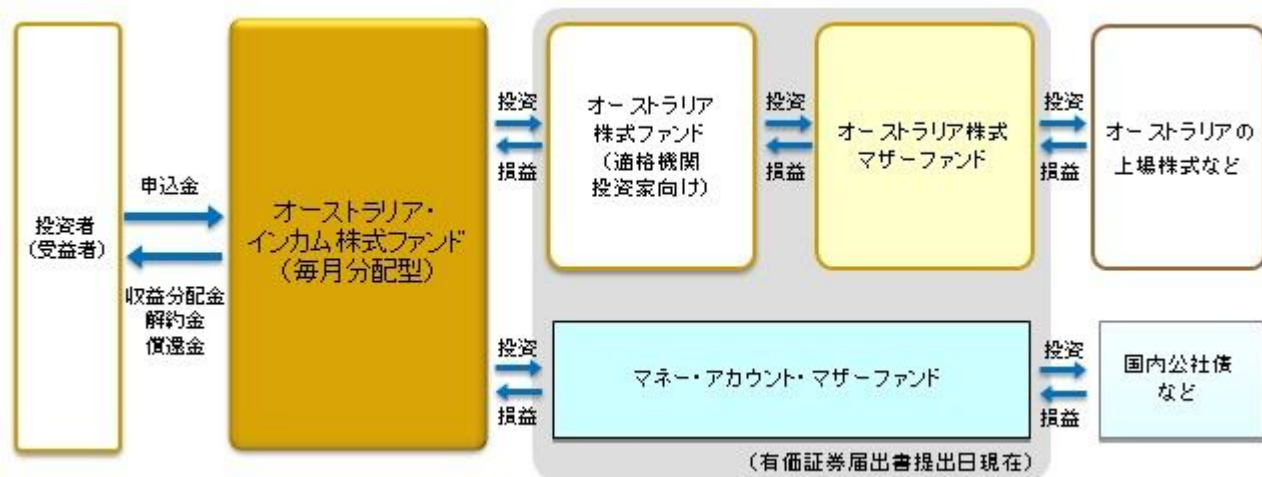 投資者
(受益者)
申込金
収益分配金
解約金
償還金
オーストラリア・
インカム株式ファンド
(毎月分配型)
投資
損益
オーストラリア
株式ファンド
(適格機関
投資家向け)
投資
損益
オーストラリア株式
マザーファンド
投資
損益
オーストラリアの
上場株式など
投資
損益
マネー・アカウント・マザーファンド
投資
損益
国内公社債
など
(有価証券届出書提出日現在)